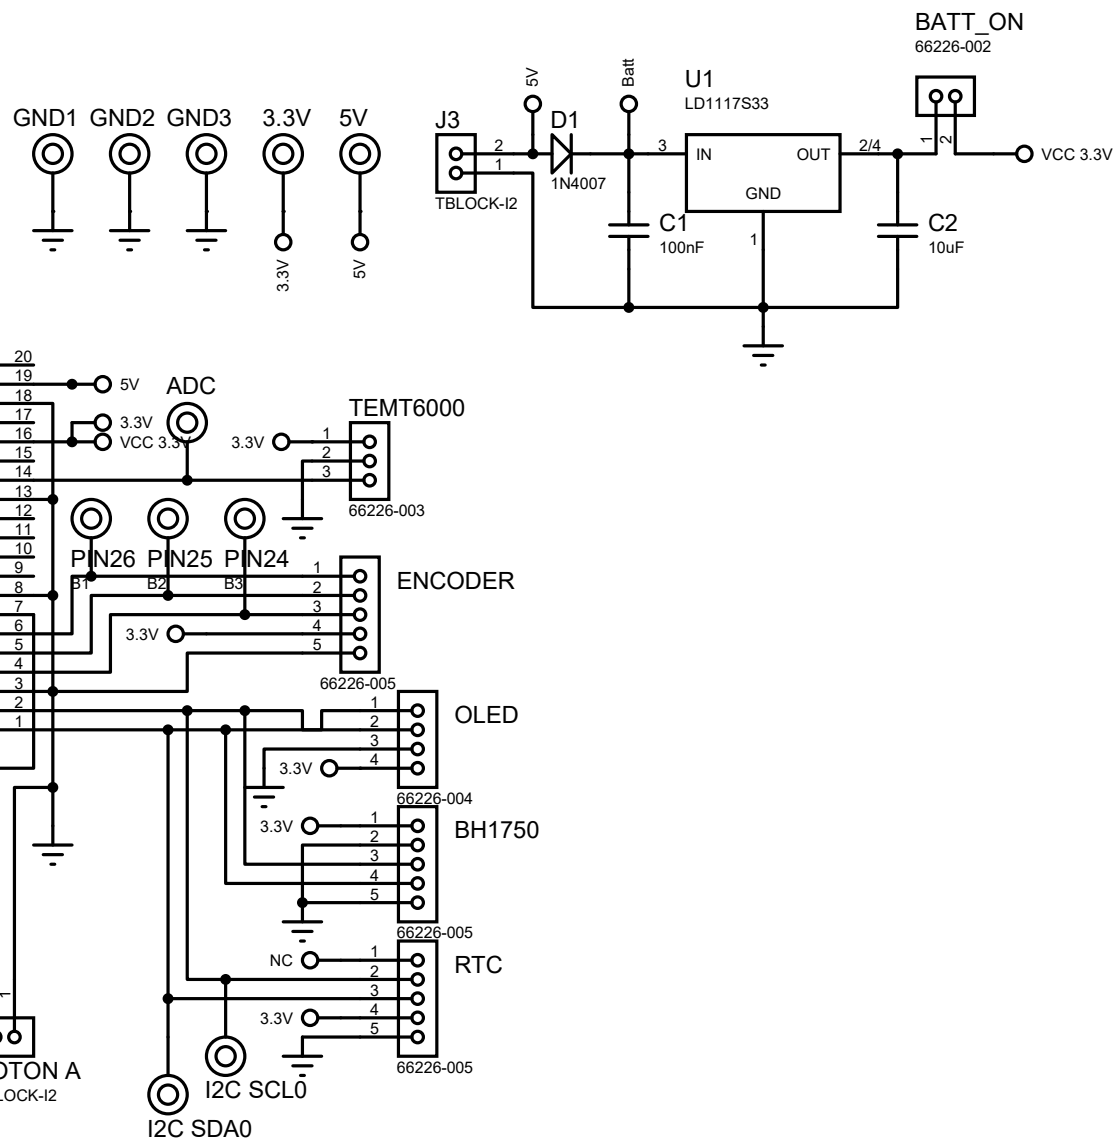 BATT_ON
66226-002
1
2
VCC 3.3V
5V
Batt
U1
LD1117S33
3
IN
OUT
2/4
GND
1
J3
2
1
TBLOCK-I2
D1
1N4007
C1
100nF
C2
10uF
GND1
GND2
GND3
3.3V
5V
3.3V
5V
20
19
18
17
16
15
14
13
12
11
10
9
8
7
6
5
4
3
2
1
5V
3.3V
VCC 3.3V
ADC
TEMT6000
3.3V
1
2
3
66226-003
PIN26
B1
PIN25
B2
PIN24
B3
ENCODER
1
2
3
4
5
3.3V
66226-005
OLED
1
2
3
4
3.3V
66226-004
BH1750
3.3V
1
2
3
4
5
66226-005
RTC
NC
1
2
3
4
5
3.3V
66226-005
1
OTON A
LOCK-I2
I2C SCL0
I2C SDA0